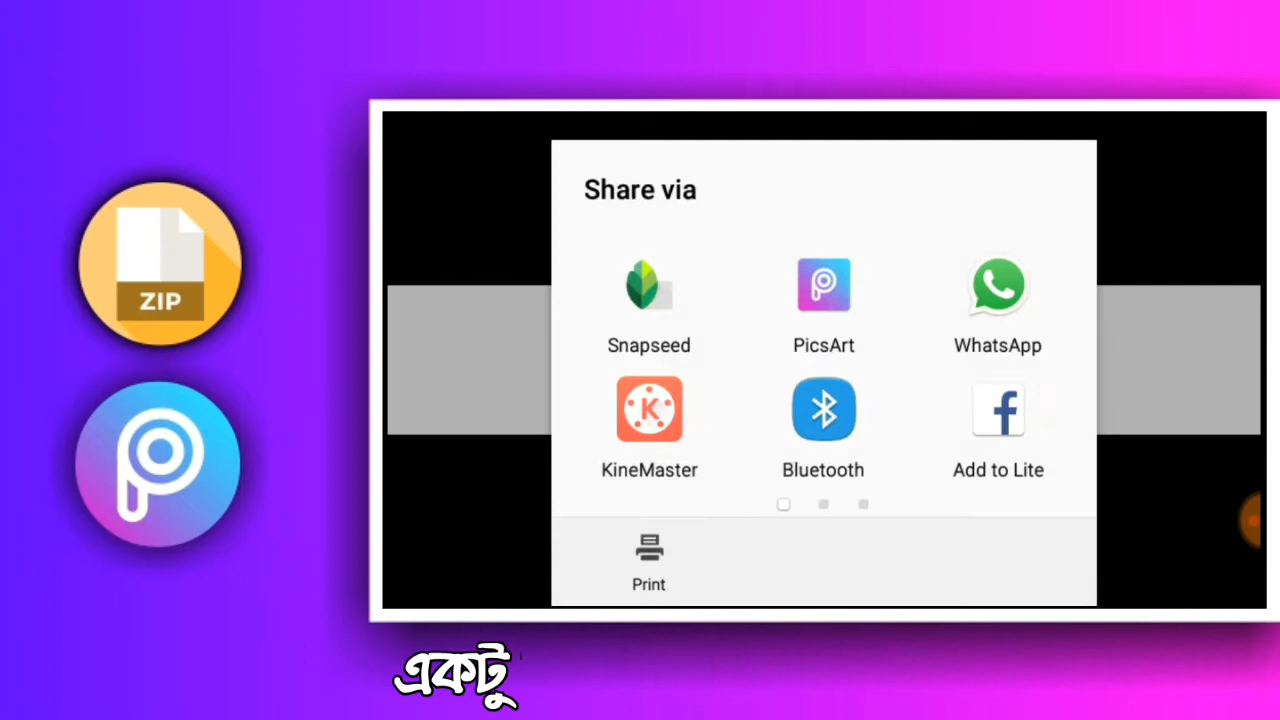 Share via
ZIP
Snapseed
PicsArt
WhatsApp
KineMaster
Bluetooth
Add to Lite
Print
একটু